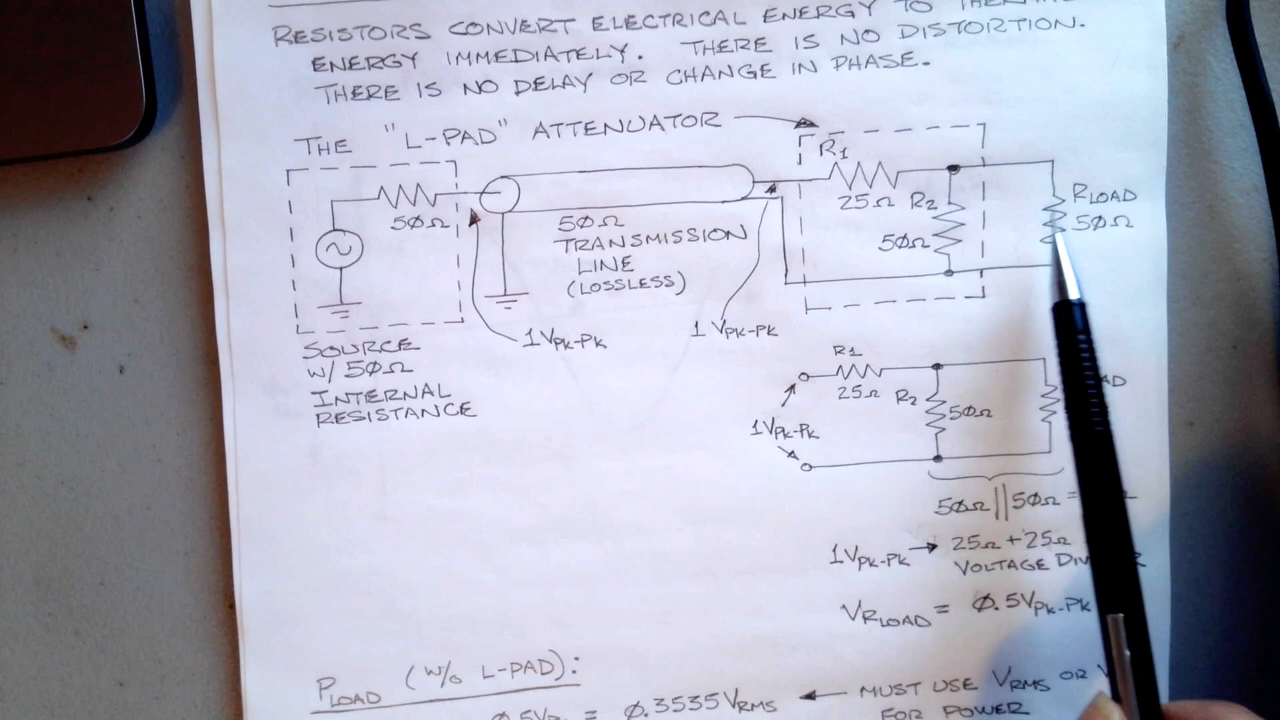 RESISTORS CONVERT ELECTRICAL ENERGY TO
ENERGY IMMEDIATELY. THERE IS NO DISTORTION.
THERE IS NO DELAY OR CHANGE IN PHASE.
THE "L-PAD" ATTENUATOR
R1
25Ω
R2
50Ω
RLOAD
50Ω
50Ω
50Ω
TRANSMISSION
LINE
(LOSSLESS)
1VPK-PK
1 VPK-PK
SOURCE
W/ 50Ω
INTERNAL
RESISTANCE
R1
25Ω
R2
50Ω
1VPK-PK
50Ω || 50Ω =
1VPK-PK → 25Ω + 25Ω
VOLTAGE
VRLOAD = 0.5VPK-PK
PLOAD (W/O L-PAD):
= 0.3535VRMS ← MUST USE VRMS OR
FOR POWER